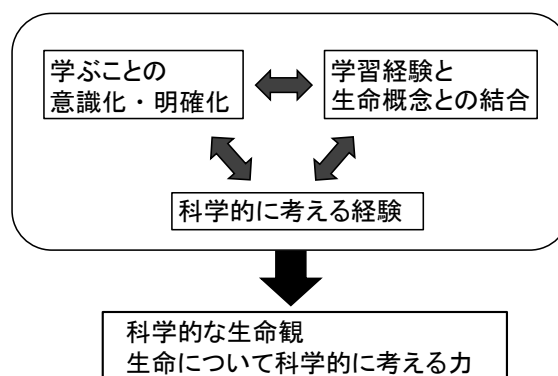 学ぶことの
意識化・明確化
学習経験と
生命概念との結合
科学的に考える経験
科学的な生命観
生命について科学的に考える力